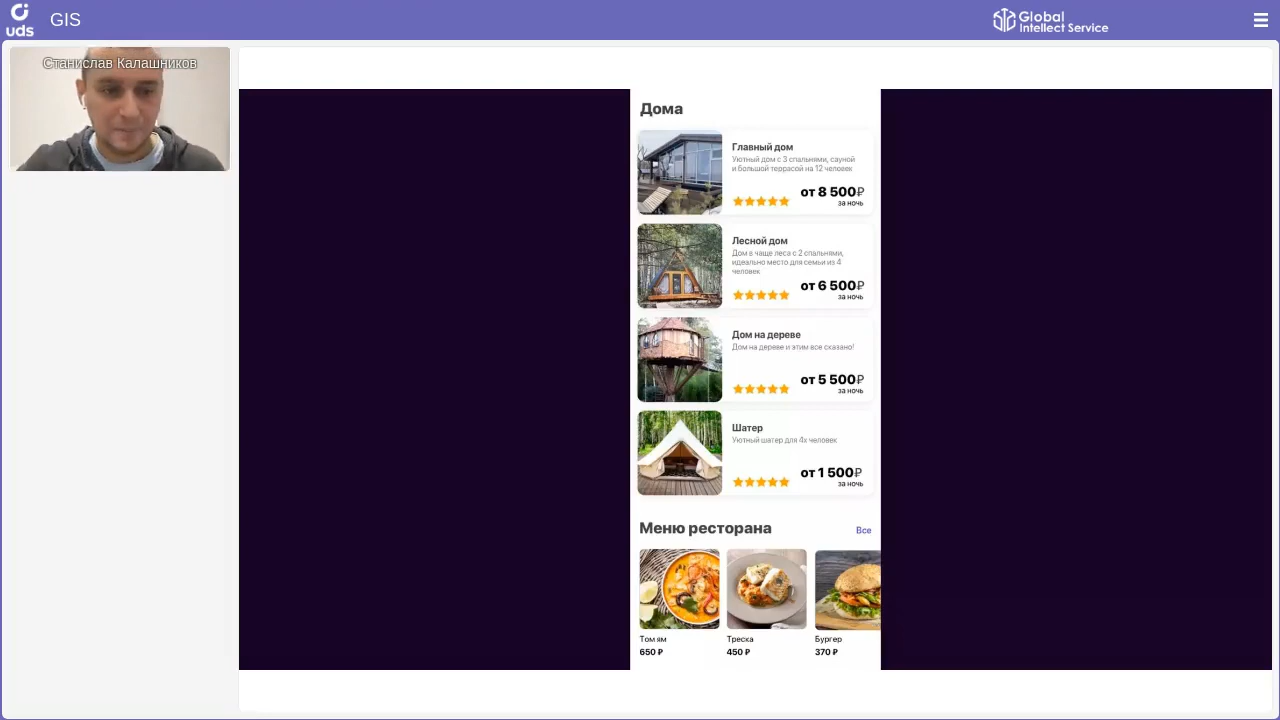 uds
GIS
Global
Intellect Service
Станислав Калашников
Дома
Главный дом
Уютный дом с 3 спальнями, сауной
и большой террасой на 12 человек
от 8 500₽
за ночь
Лесной дом
Дом в чаще леса с 2 спальнями,
идеально место для семьи из 4
человек
от 6 500₽
за ночь
Дом на дереве
Дом на дереве и этим все сказано!
от 5 500₽
за ночь
Шатер
Уютный шатер для 4х человек
от 1 500₽
за ночь
Меню ресторана
Все
Том ям
650 ₽
Треска
450 ₽
Бургер
370 ₽